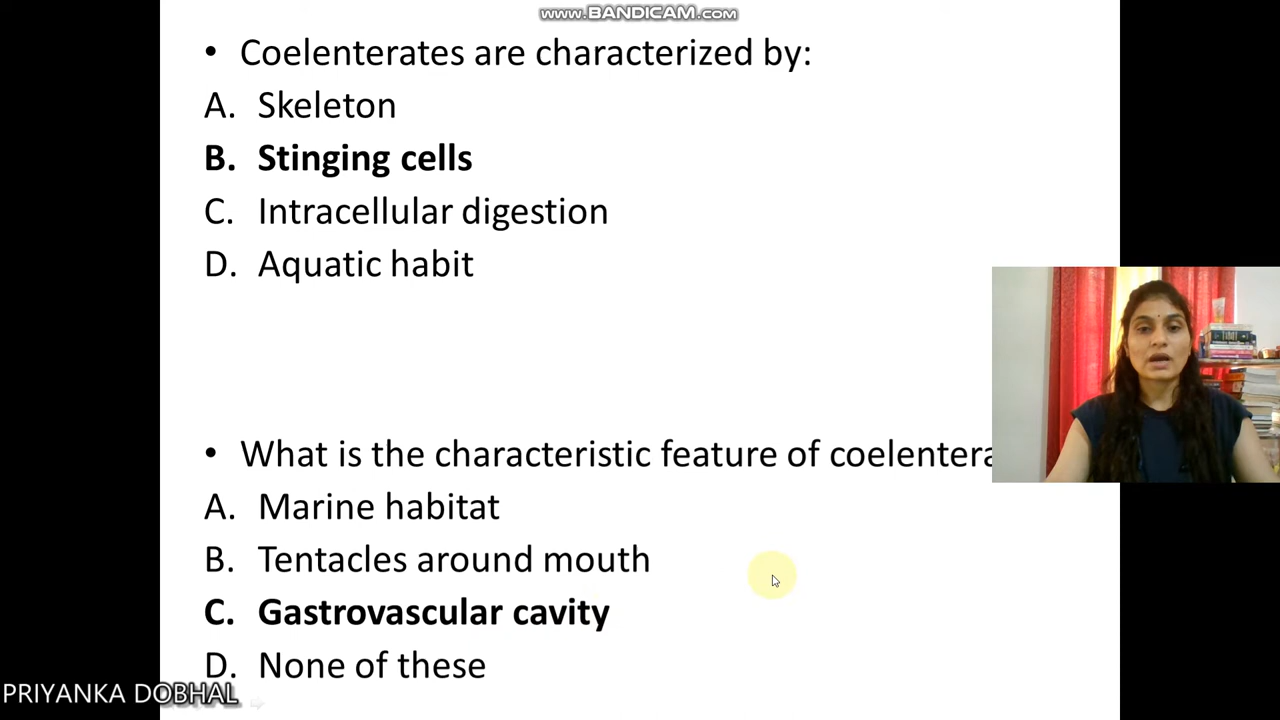 www.BANDICAM.com
• Coelenterates are characterized by:
A. Skeleton
B. Stinging cells
C. Intracellular digestion
D. Aquatic habit
• What is the characteristic feature of
A. Marine habitat
B. Tentacles around mouth
C. Gastrovascular cavity
D. None of these
PRIYANKA DOBHAL